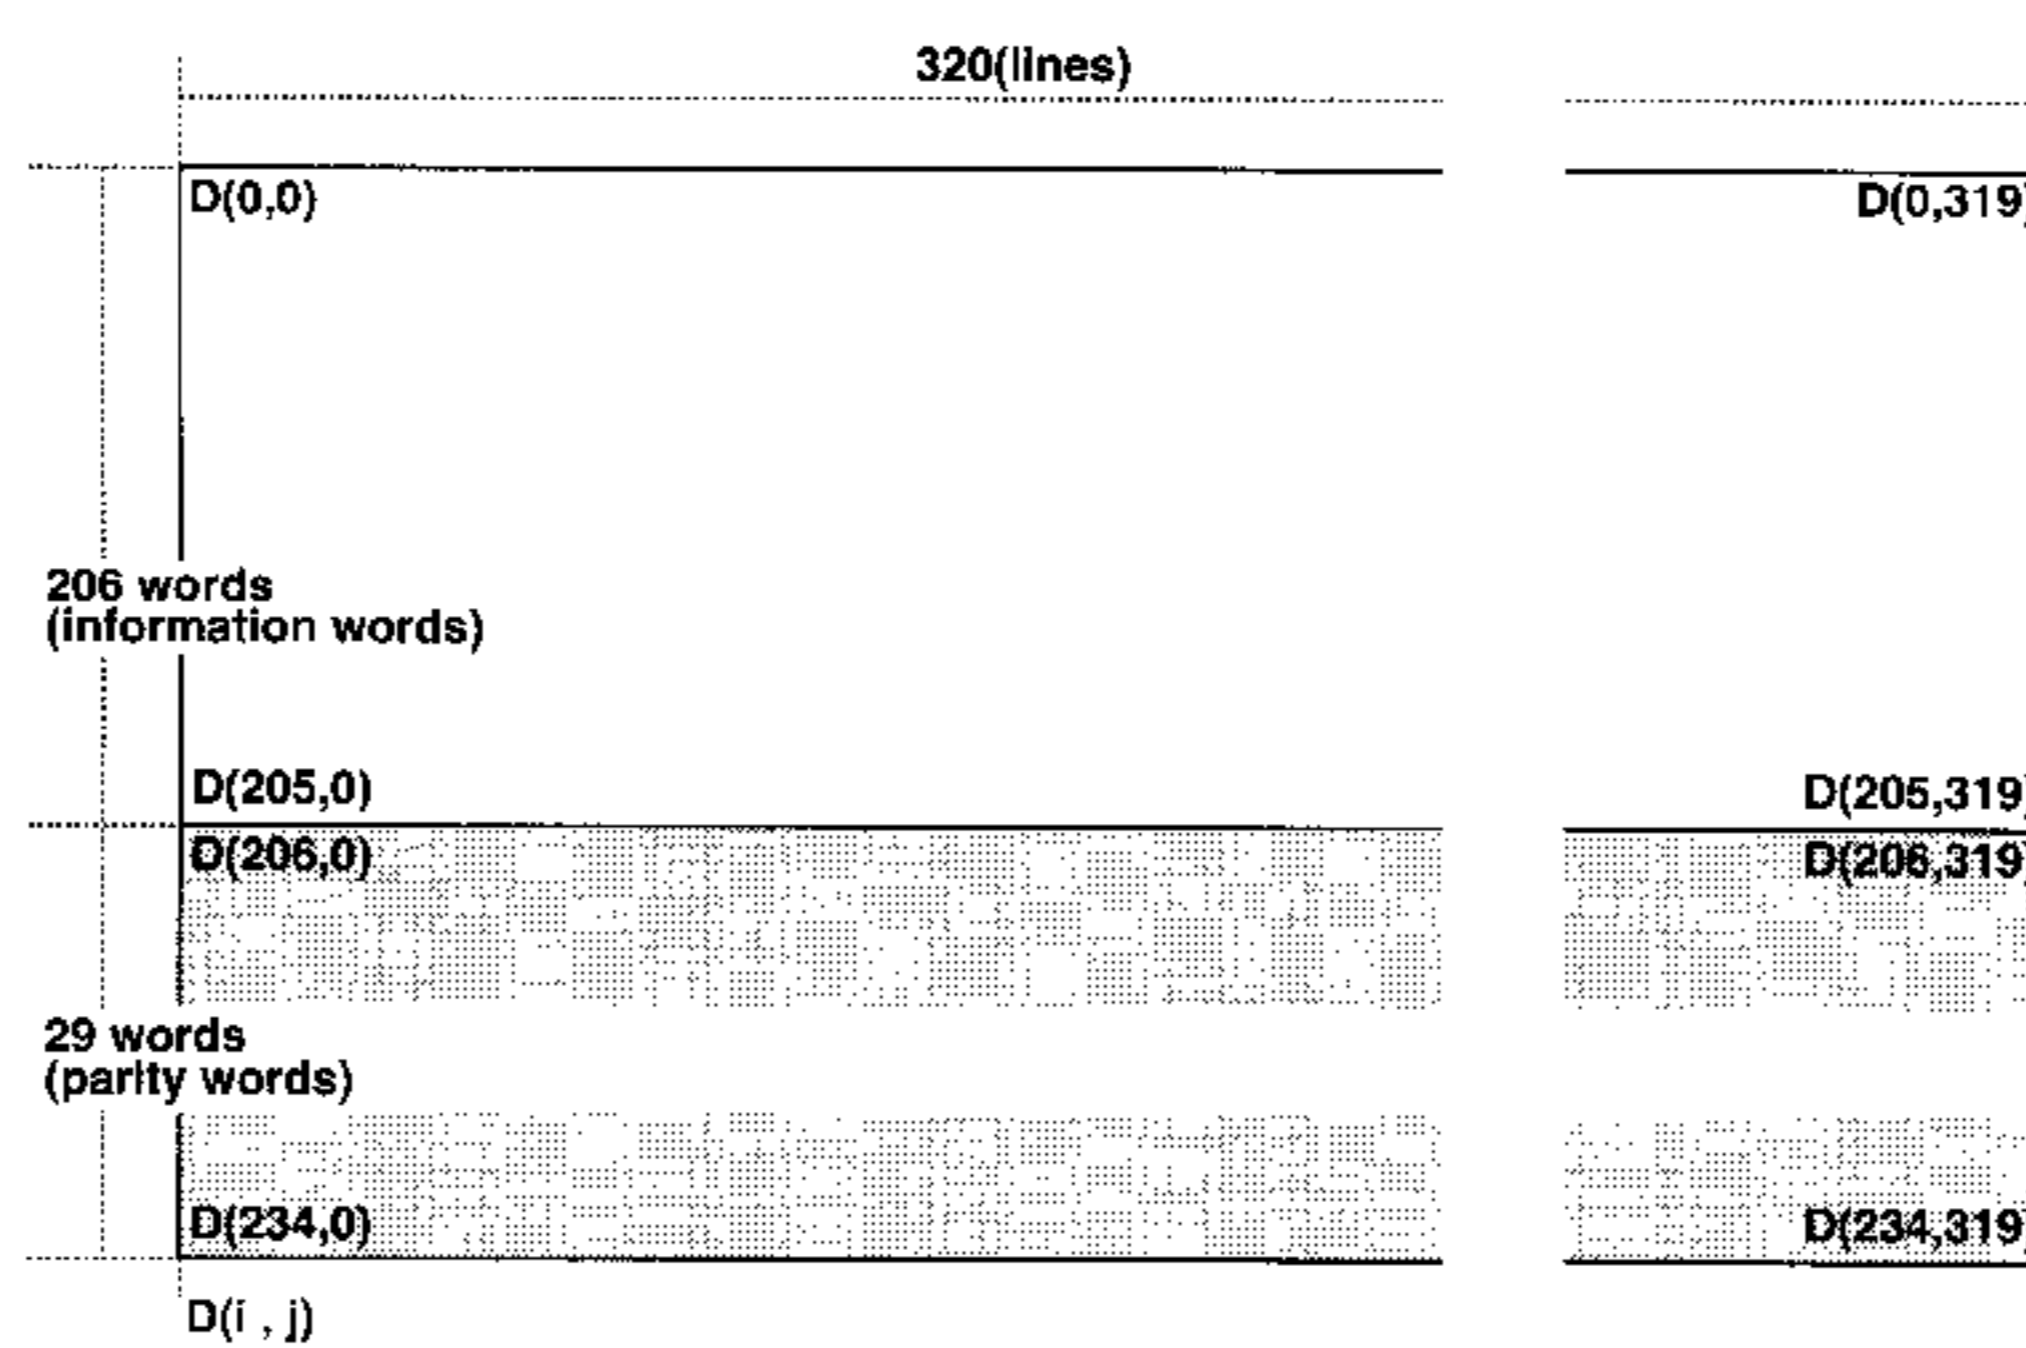 320(lines)
D(0,0)
D(0,319)
206 words
(information words)
D(205,0)
D(205,319)
D(206,0)
D(206,319)
29 words
(parity words)
D(234,0)
D(234,319)
D(i , j)